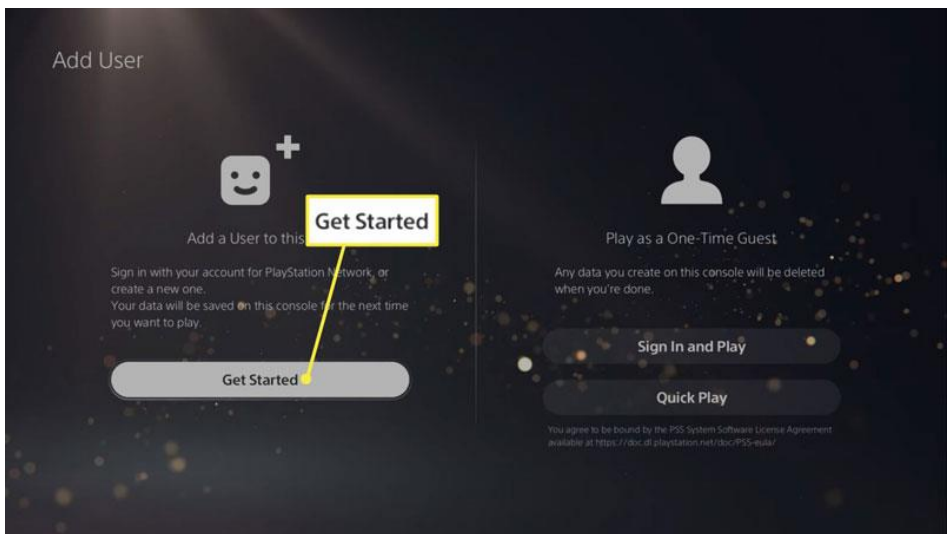 Add User
Get Started
Add a User to this
Sign in with your account for PlayStation Network, or
create a new one.
Your data will be saved on this console for the next time
you want to play.
Get Started
Play as a One-Time Guest
Any data you create on this console will be deleted
when you're done.
Sign In and Play
Quick Play
You agree to be bound by the PS5 System Software License Agreement
available at https://doc.dl.playstation.net/doc/PS5-eula/